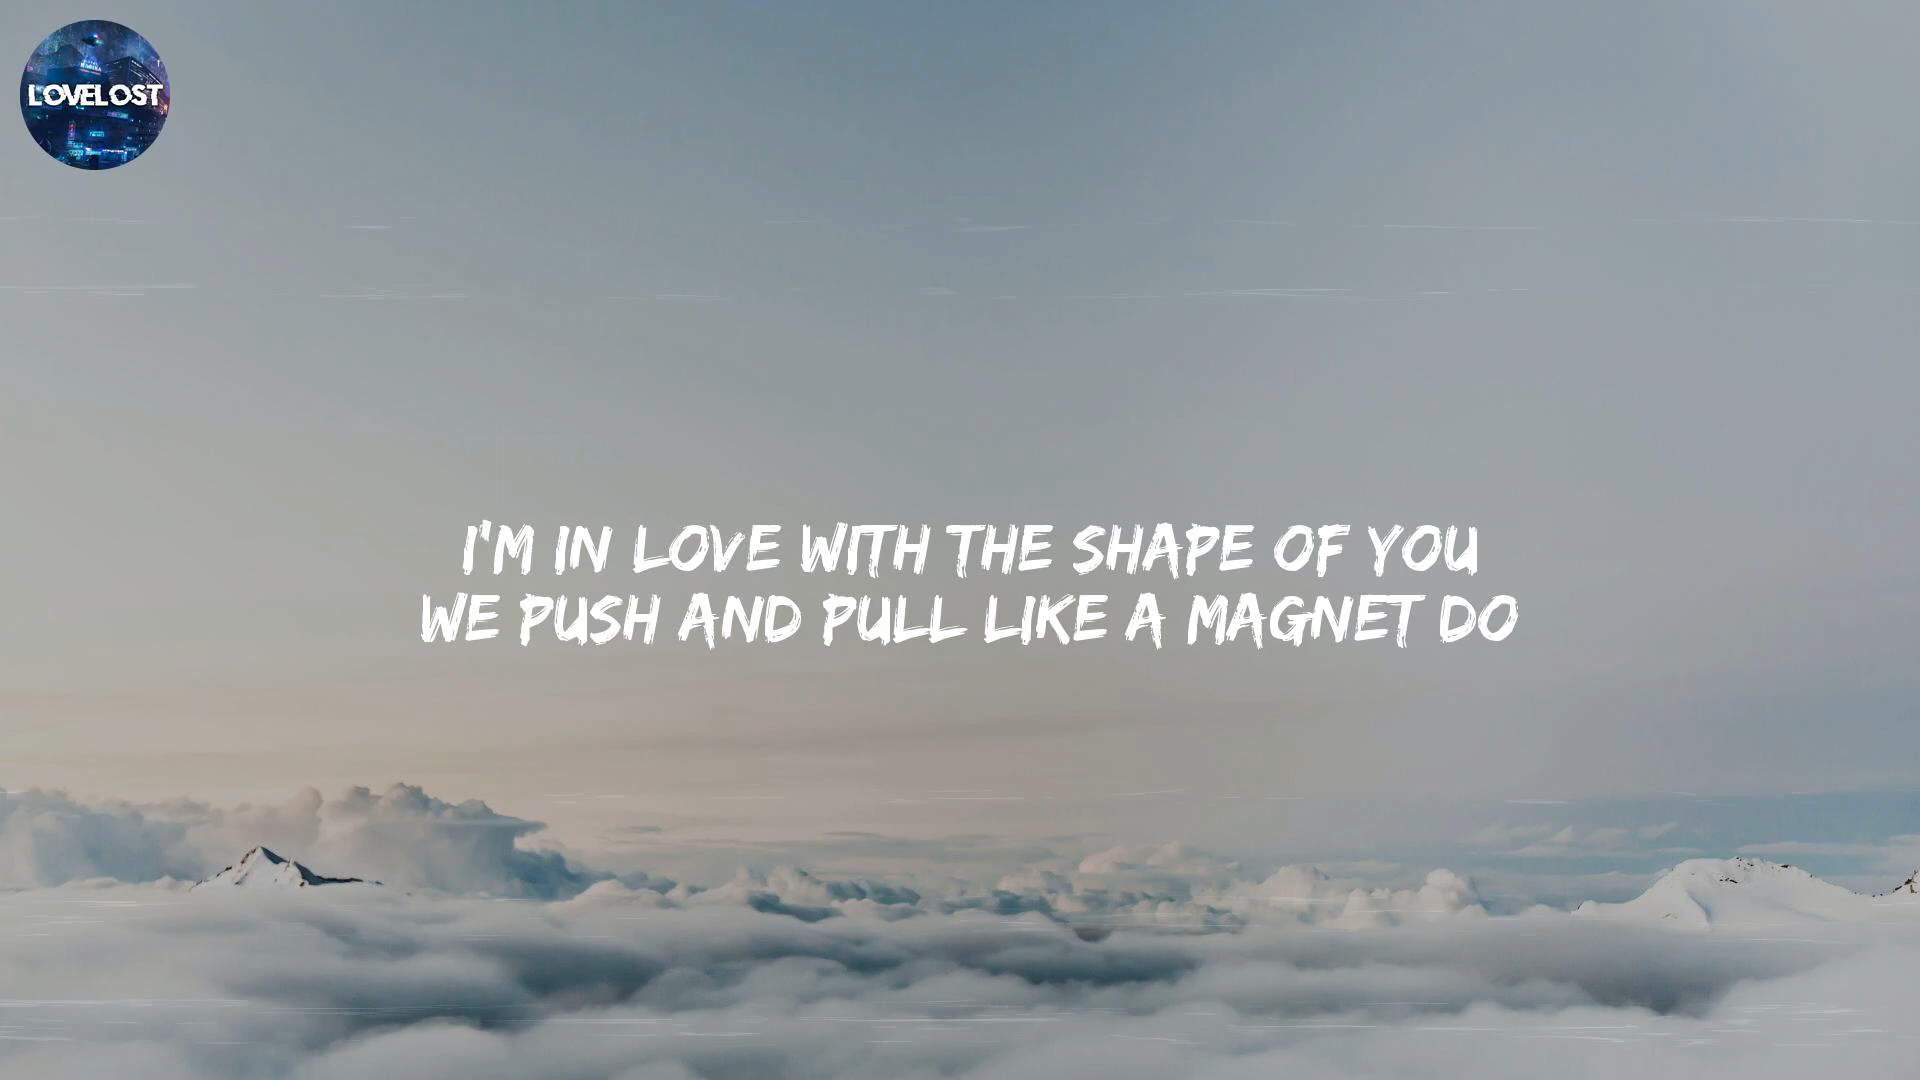 LOVELOST
I'M IN LOVE WITH THE SHAPE OF YOU
WE PUSH AND PULL LIKE A MAGNET DO